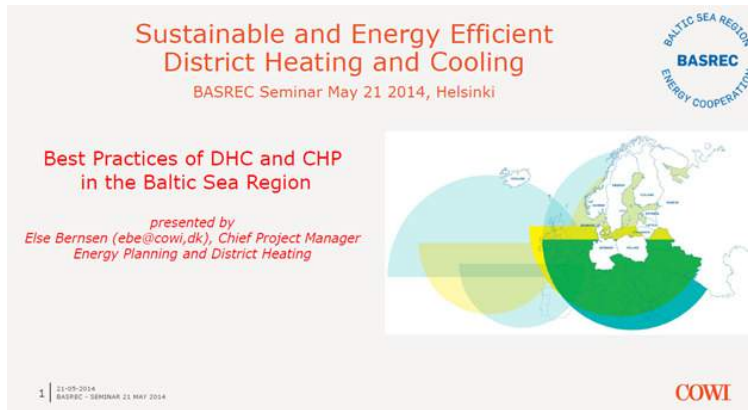 Sustainable and Energy Efficient
District Heating and Cooling
BASREC Seminar May 21 2014, Helsinki
BALTIC SEA REGION
BASREC
ENERGY COOPERATION
Best Practices of DHC and CHP
in the Baltic Sea Region
presented by
Else Bernsen (ebe@cowi,dk), Chief Project Manager
Energy Planning and District Heating
1
21-05-2014
BASREC - SEMINAR 21 MAY 2014
COWI